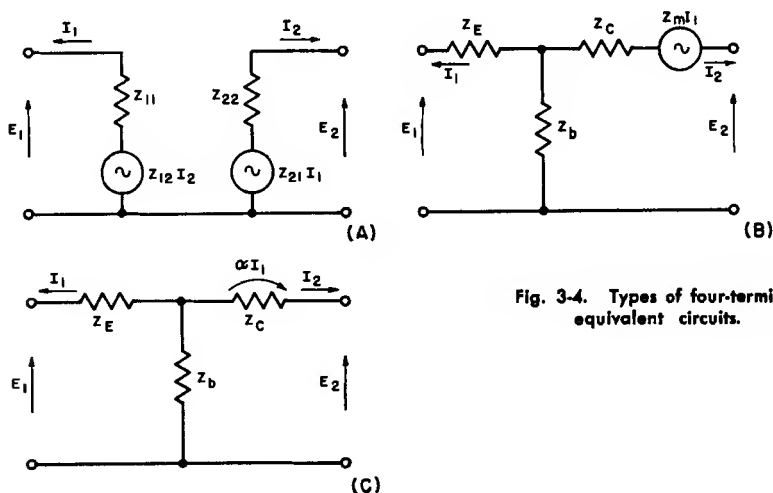 I1
I2
Z11
Z22
E1
E2
Z12 I2
Z21 I1
(A)
ZE
ZC
ZmI1
I1
I2
Zb
E1
E2
(B)
I1
∝I1
I2
ZE
ZC
Zb
E1
E2
(C)
Fig. 3-4. Types of four-termi
equivalent circuits.